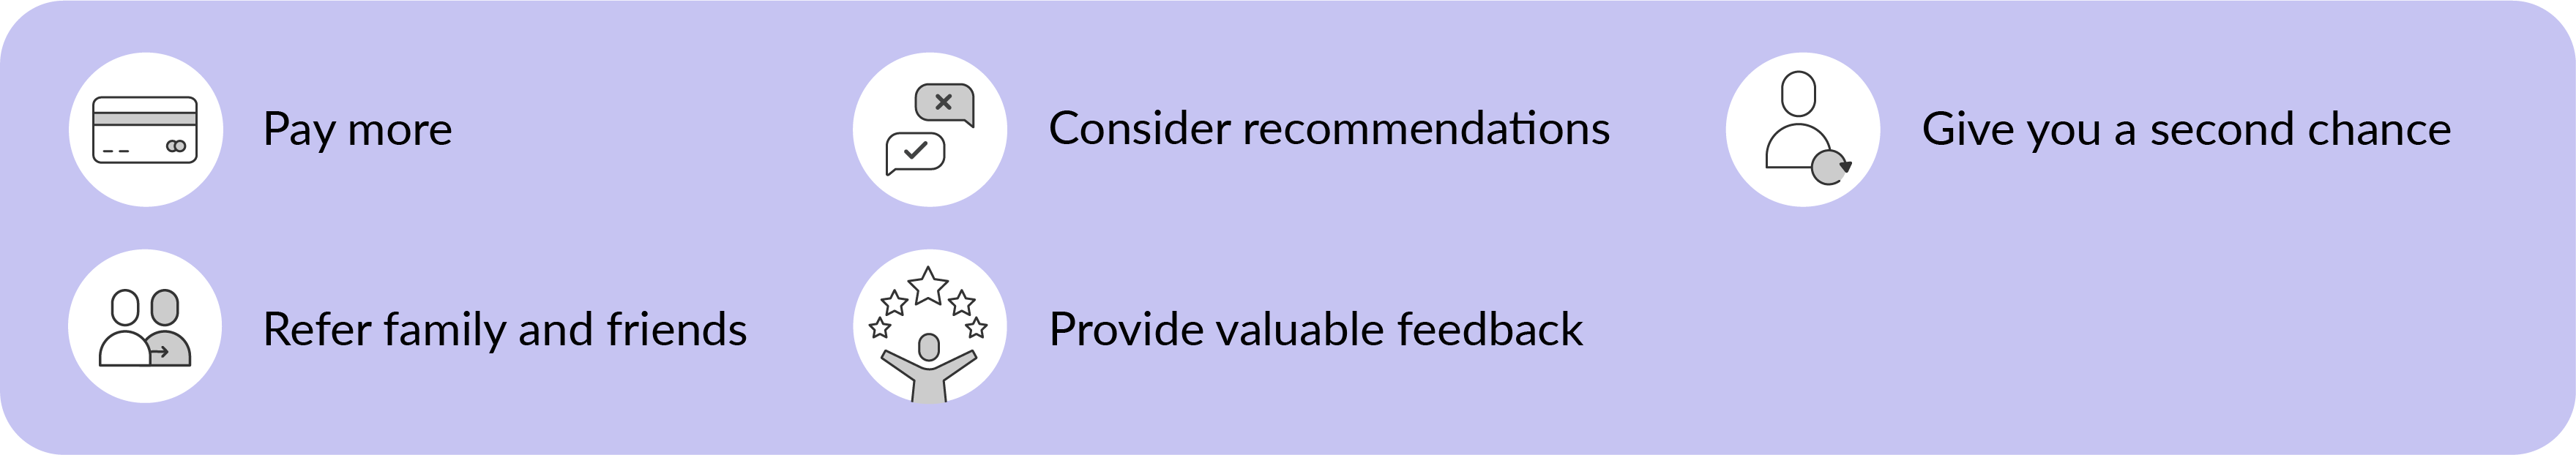 Pay more
Consider recommendations
Give you a second chance
Refer family and friends
Provide valuable feedback